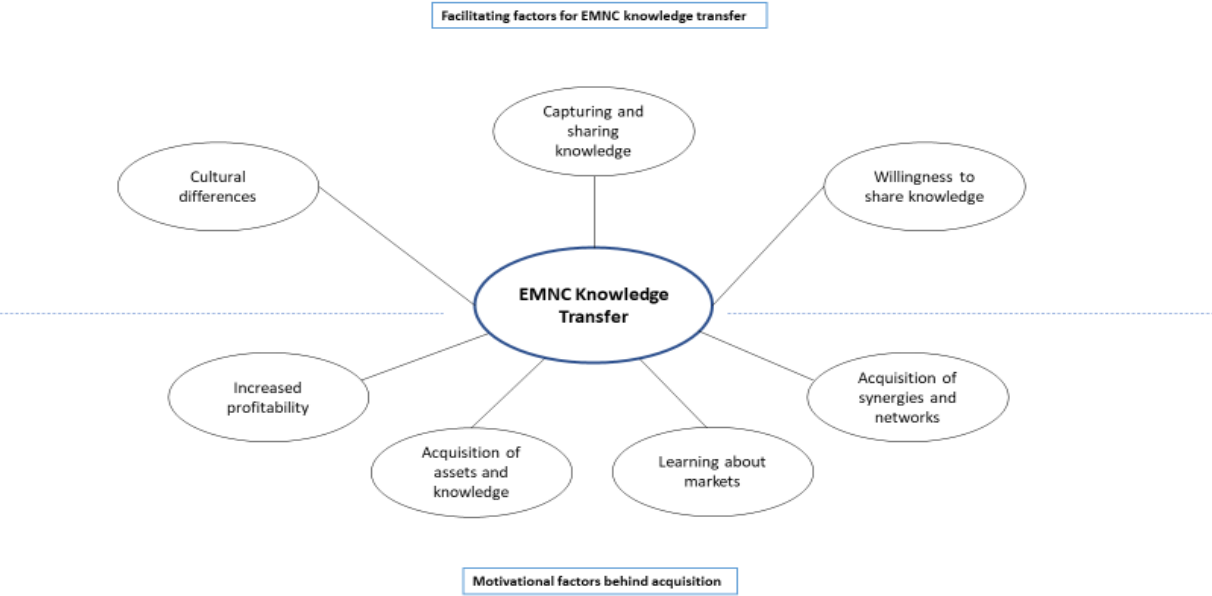 Facilitating factors for EMNC knowledge transfer
Capturing and
sharing
knowledge
Cultural
differences
Willingness to
share knowledge
EMNC Knowledge
Transfer
Increased
profitability
Acquisition of
assets and
knowledge
Learning about
markets
Acquisition of
synergies and
networks
Motivational factors behind acquisition